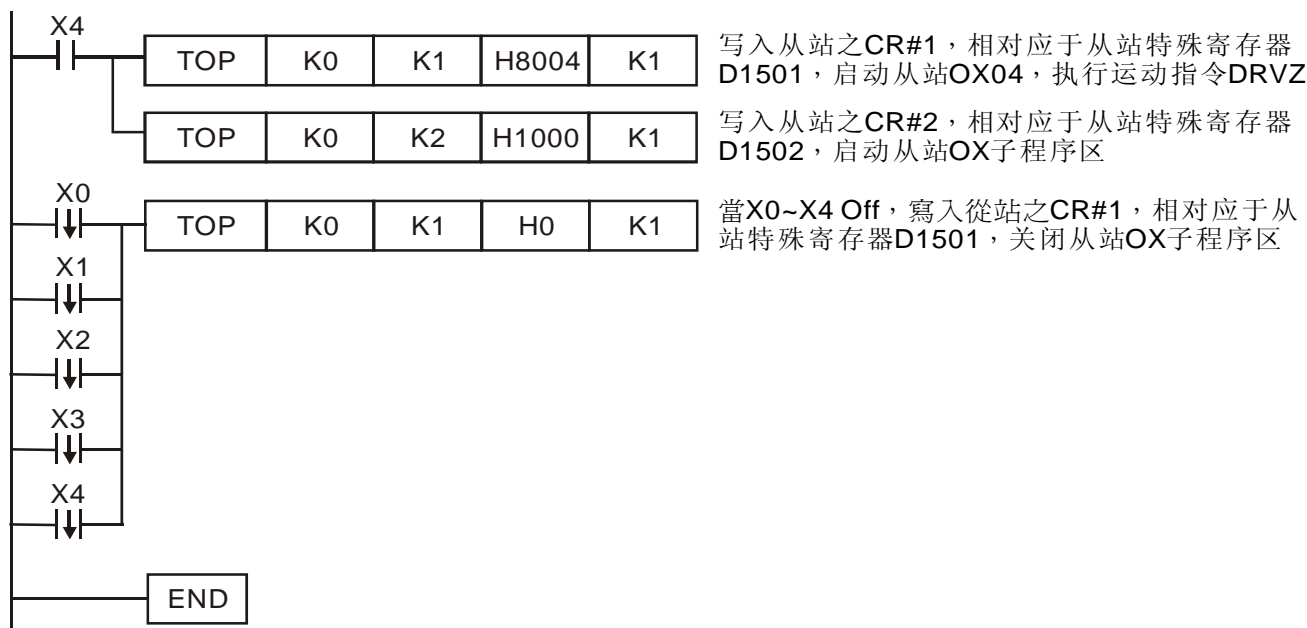 X4
TOP K0 K1 H8004 K1
写入从站之CR#1，相对应于从站特殊寄存器
D1501，启动从站OX04，执行运动指令DRVZ
TOP K0 K2 H1000 K1
写入从站之CR#2，相对应于从站特殊寄存器
D1502，启动从站OX子程序区
X0
TOP K0 K1 H0 K1
當X0~X4 Off，寫入從站之CR#1，相对应于从
站特殊寄存器D1501，关闭从站OX子程序区
X1
X2
X3
X4
END